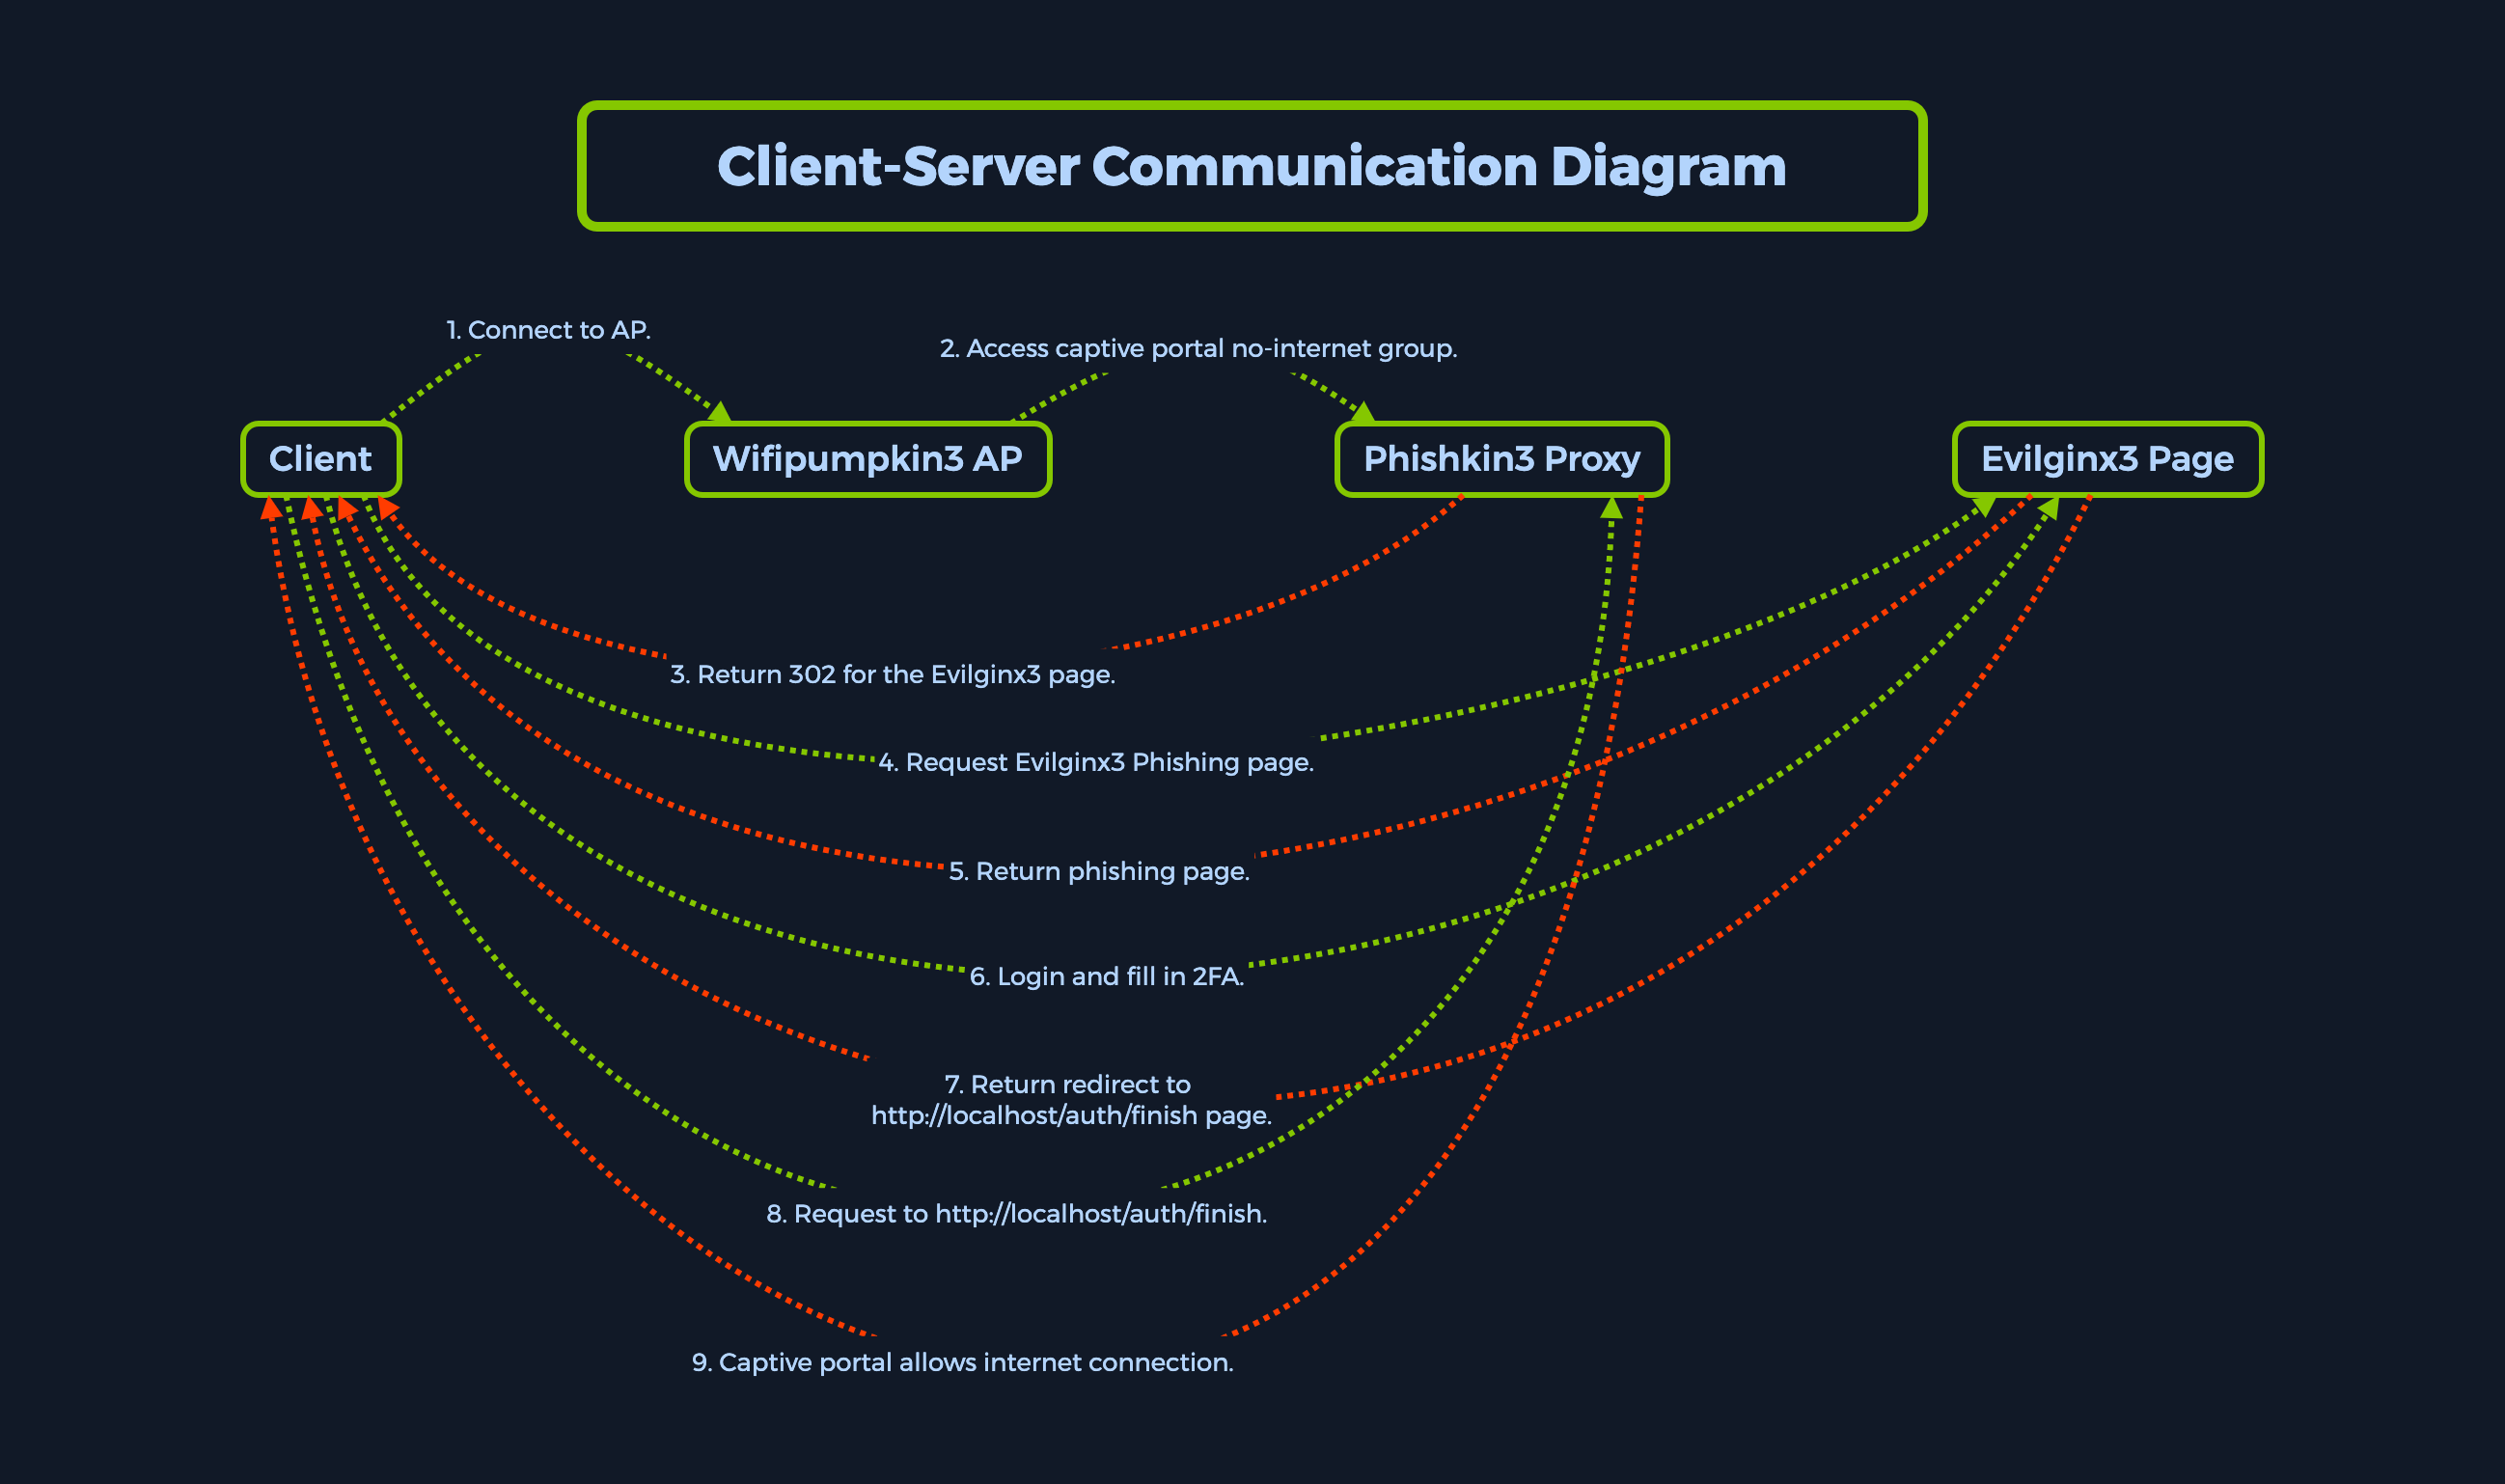 Client-Server Communication Diagram
1. Connect to AP.
2. Access captive portal no-internet group.
Client
Wifipumpkin3 AP
Phishkin3 Proxy
Evilginx3 Page
3. Return 302 for the Evilginx3 page.
4. Request Evilginx3 Phishing page.
5. Return phishing page.
6. Login and fill in 2FA.
7. Return redirect to
http://localhost/auth/finish page.
8. Request to http://localhost/auth/finish.
9. Captive portal allows internet connection.